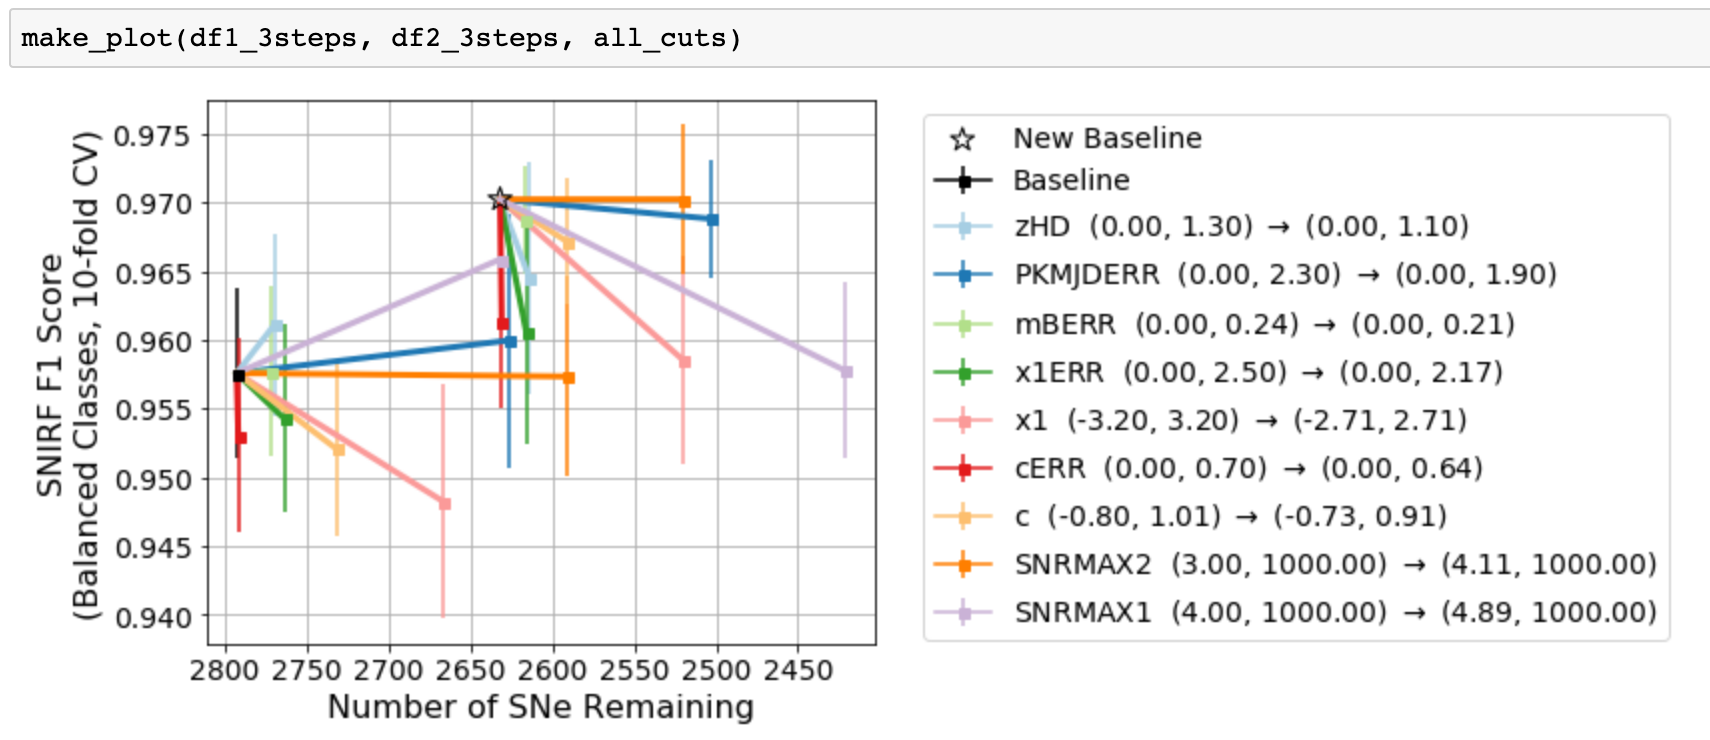 make_plot(df1_3steps, df2_3steps, all_cuts)
SNIRF F1 Score
(Balanced Classes, 10-fold CV)
0.975
0.970
0.965
0.960
0.955
0.950
0.945
0.940
2800 2750 2700 2650 2600 2550 2500 2450
Number of SNe Remaining
New Baseline
Baseline
zHD (0.00, 1.30) → (0.00, 1.10)
PKMJDERR (0.00, 2.30) → (0.00, 1.90)
mBERR (0.00, 0.24) → (0.00, 0.21)
x1ERR (0.00, 2.50) → (0.00, 2.17)
x1 (-3.20, 3.20) → (-2.71, 2.71)
cERR (0.00, 0.70) → (0.00, 0.64)
c (-0.80, 1.01) → (-0.73, 0.91)
SNRMAX2 (3.00, 1000.00) → (4.11, 1000.00)
SNRMAX1 (4.00, 1000.00) → (4.89, 1000.00)